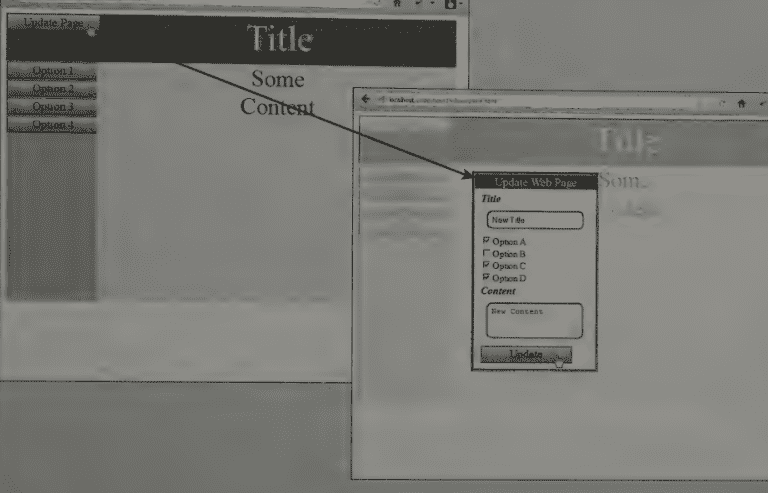 Update Page
Title
Option 1
Option 2
Option 3
Option 4
Some
Content
Title
Update Web Page
Title
New Title
Option A
Option B
Option C
Option D
Content
New Content
Update